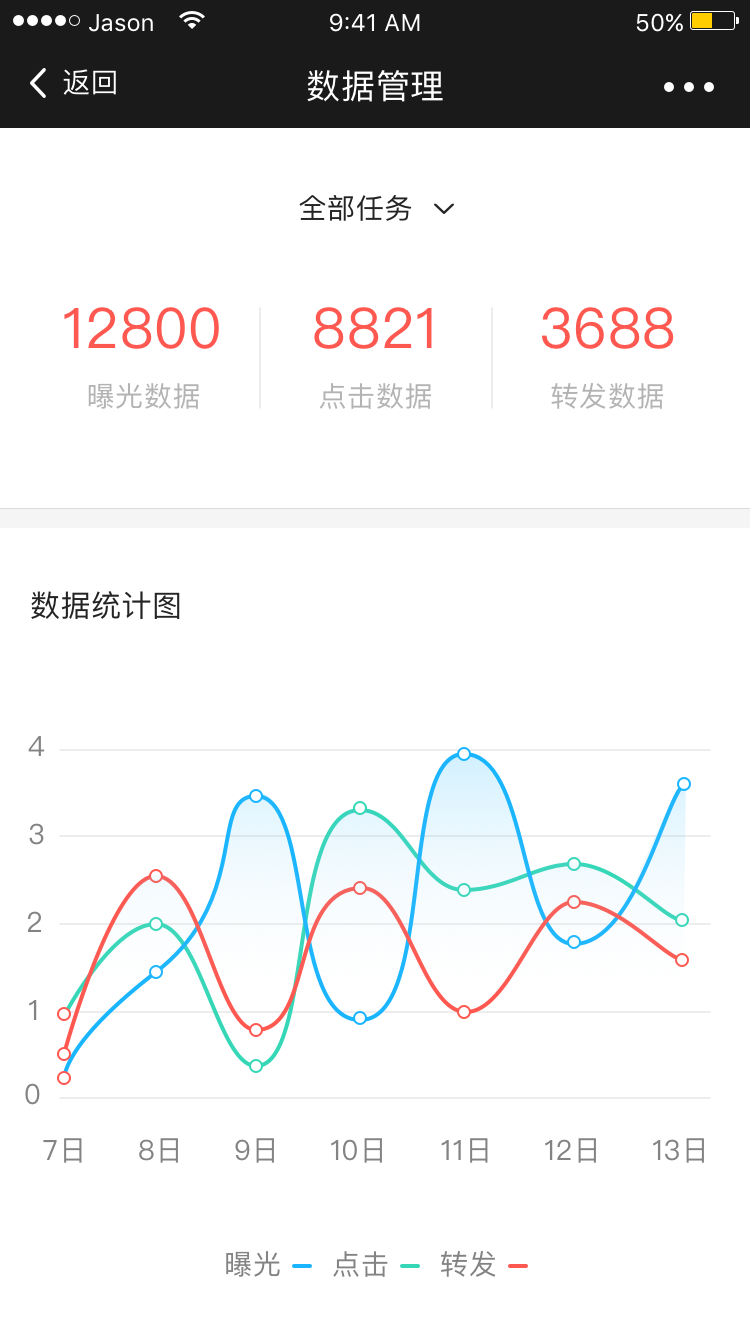 Jason 9:41 AM 50%
返回 数据管理
全部任务
12800 8821 3688
曝光数据 点击数据 转发数据
数据统计图
4
3
2
1
0
7日 8日 9日 10日 11日 12日 13日
曝光 点击 转发